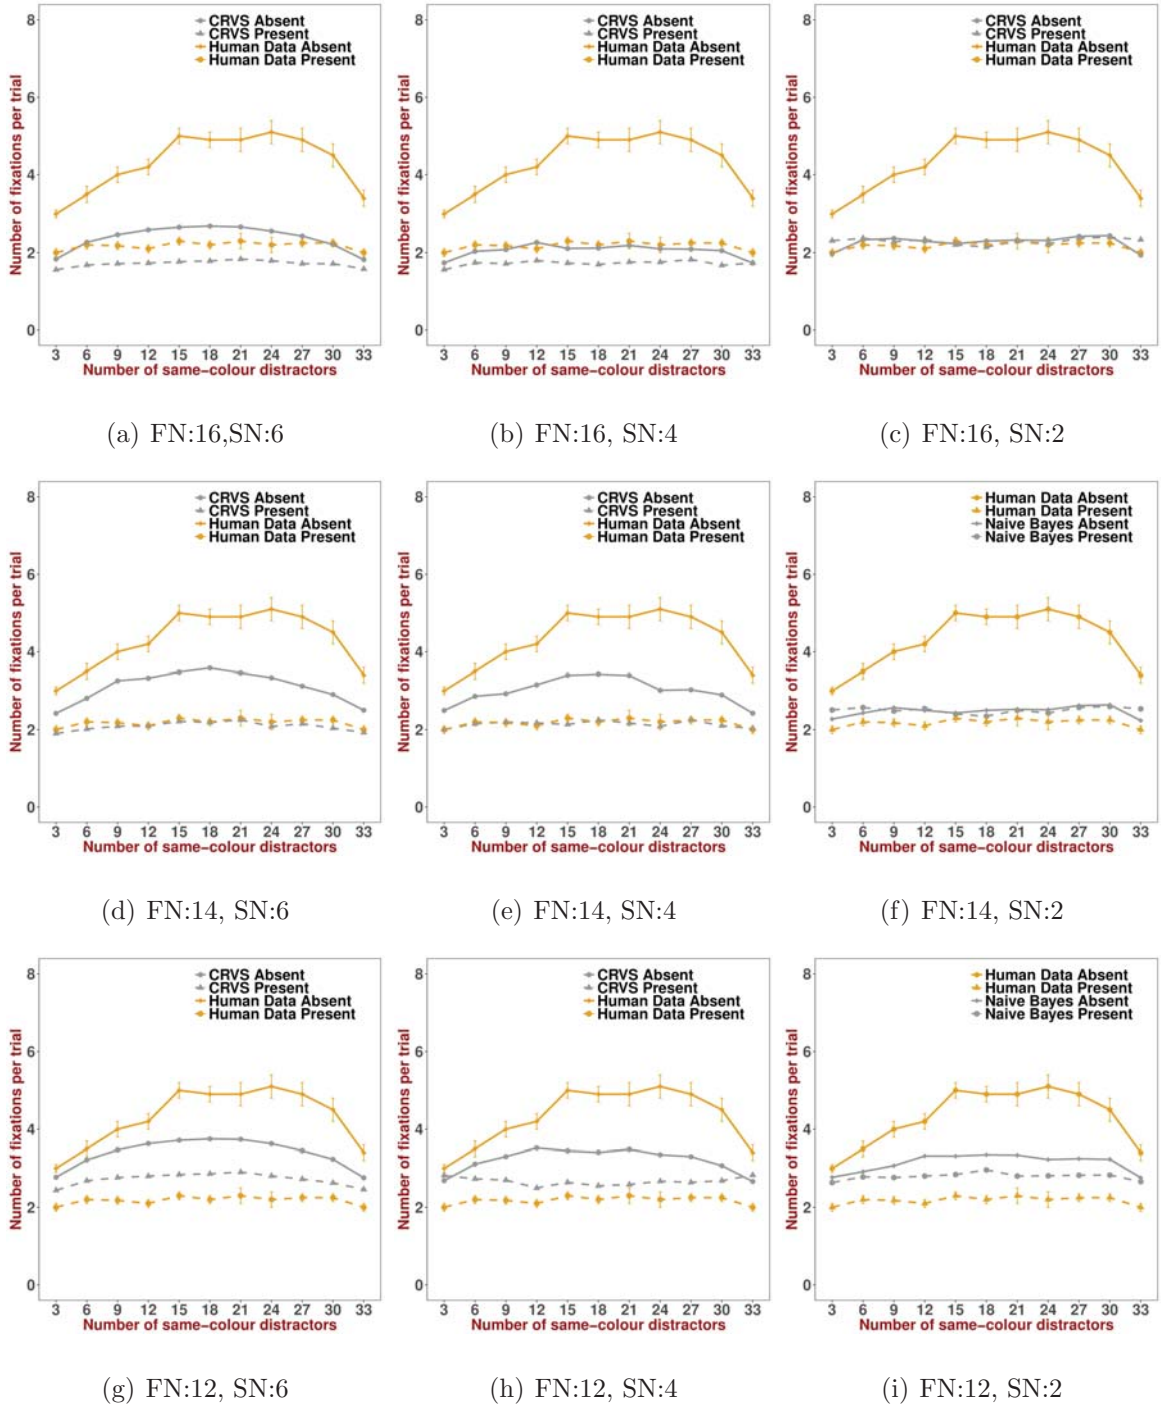 8
6
4
2
0
Number of fixations per trial
CRVS Absent
CRVS Present
Human Data Absent
Human Data Present
3 6 9 12 15 18 21 24 27 30 33
Number of same−colour distractors
(a) FN:16,SN:6
8
6
4
2
0
Number of fixations per trial
CRVS Absent
CRVS Present
Human Data Absent
Human Data Present
3 6 9 12 15 18 21 24 27 30 33
Number of same−colour distractors
(b) FN:16, SN:4
8
6
4
2
0
Number of fixations per trial
CRVS Absent
CRVS Present
Human Data Absent
Human Data Present
3 6 9 12 15 18 21 24 27 30 33
Number of same−colour distractors
(c) FN:16, SN:2
8
6
4
2
0
Number of fixations per trial
CRVS Absent
CRVS Present
Human Data Absent
Human Data Present
3 6 9 12 15 18 21 24 27 30 33
Number of same−colour distractors
(d) FN:14, SN:6
8
6
4
2
0
Number of fixations per trial
CRVS Absent
CRVS Present
Human Data Absent
Human Data Present
3 6 9 12 15 18 21 24 27 30 33
Number of same−colour distractors
(e) FN:14, SN:4
8
6
4
2
0
Number of fixations per trial
Human Data Absent
Human Data Present
Naive Bayes Absent
Naive Bayes Present
3 6 9 12 15 18 21 24 27 30 33
Number of same−colour distractors
(f) FN:14, SN:2
8
6
4
2
0
Number of fixations per trial
CRVS Absent
CRVS Present
Human Data Absent
Human Data Present
3 6 9 12 15 18 21 24 27 30 33
Number of same−colour distractors
(g) FN:12, SN:6
8
6
4
2
0
Number of fixations per trial
CRVS Absent
CRVS Present
Human Data Absent
Human Data Present
3 6 9 12 15 18 21 24 27 30 33
Number of same−colour distractors
(h) FN:12, SN:4
8
6
4
2
0
Number of fixations per trial
Human Data Absent
Human Data Present
Naive Bayes Absent
Naive Bayes Present
3 6 9 12 15 18 21 24 27 30 33
Number of same−colour distractors
(i) FN:12, SN:2